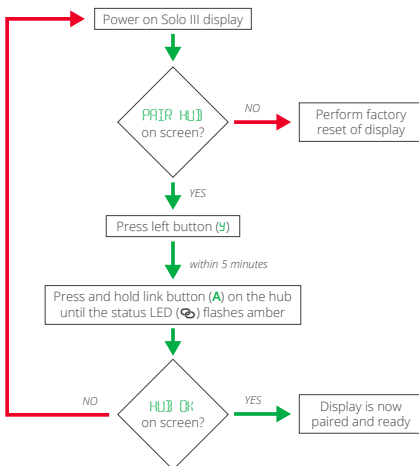 Power on Solo III display
PAIR HUB
on screen?
NO
Perform factory
reset of display
YES
Press left button (y)
within 5 minutes
Press and hold link button (A) on the hub
until the status LED () flashes amber
HUB OK
on screen?
NO
YES
Display is now
paired and ready